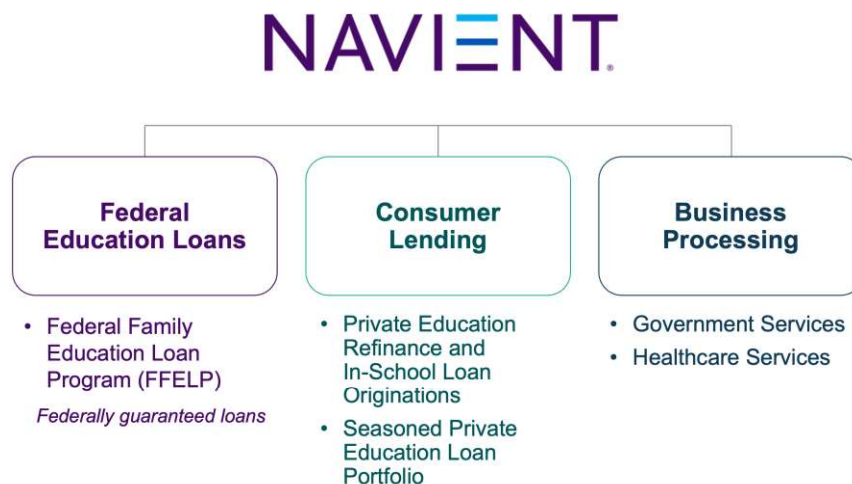 NAVIENT®
Federal
Education Loans
• Federal Family
Education Loan
Program (FFELP)
Federally guaranteed loans
Consumer
Lending
• Private Education
Refinance and
In-School Loan
Originations
• Seasoned Private
Education Loan
Portfolio
Business
Processing
• Government Services
• Healthcare Services